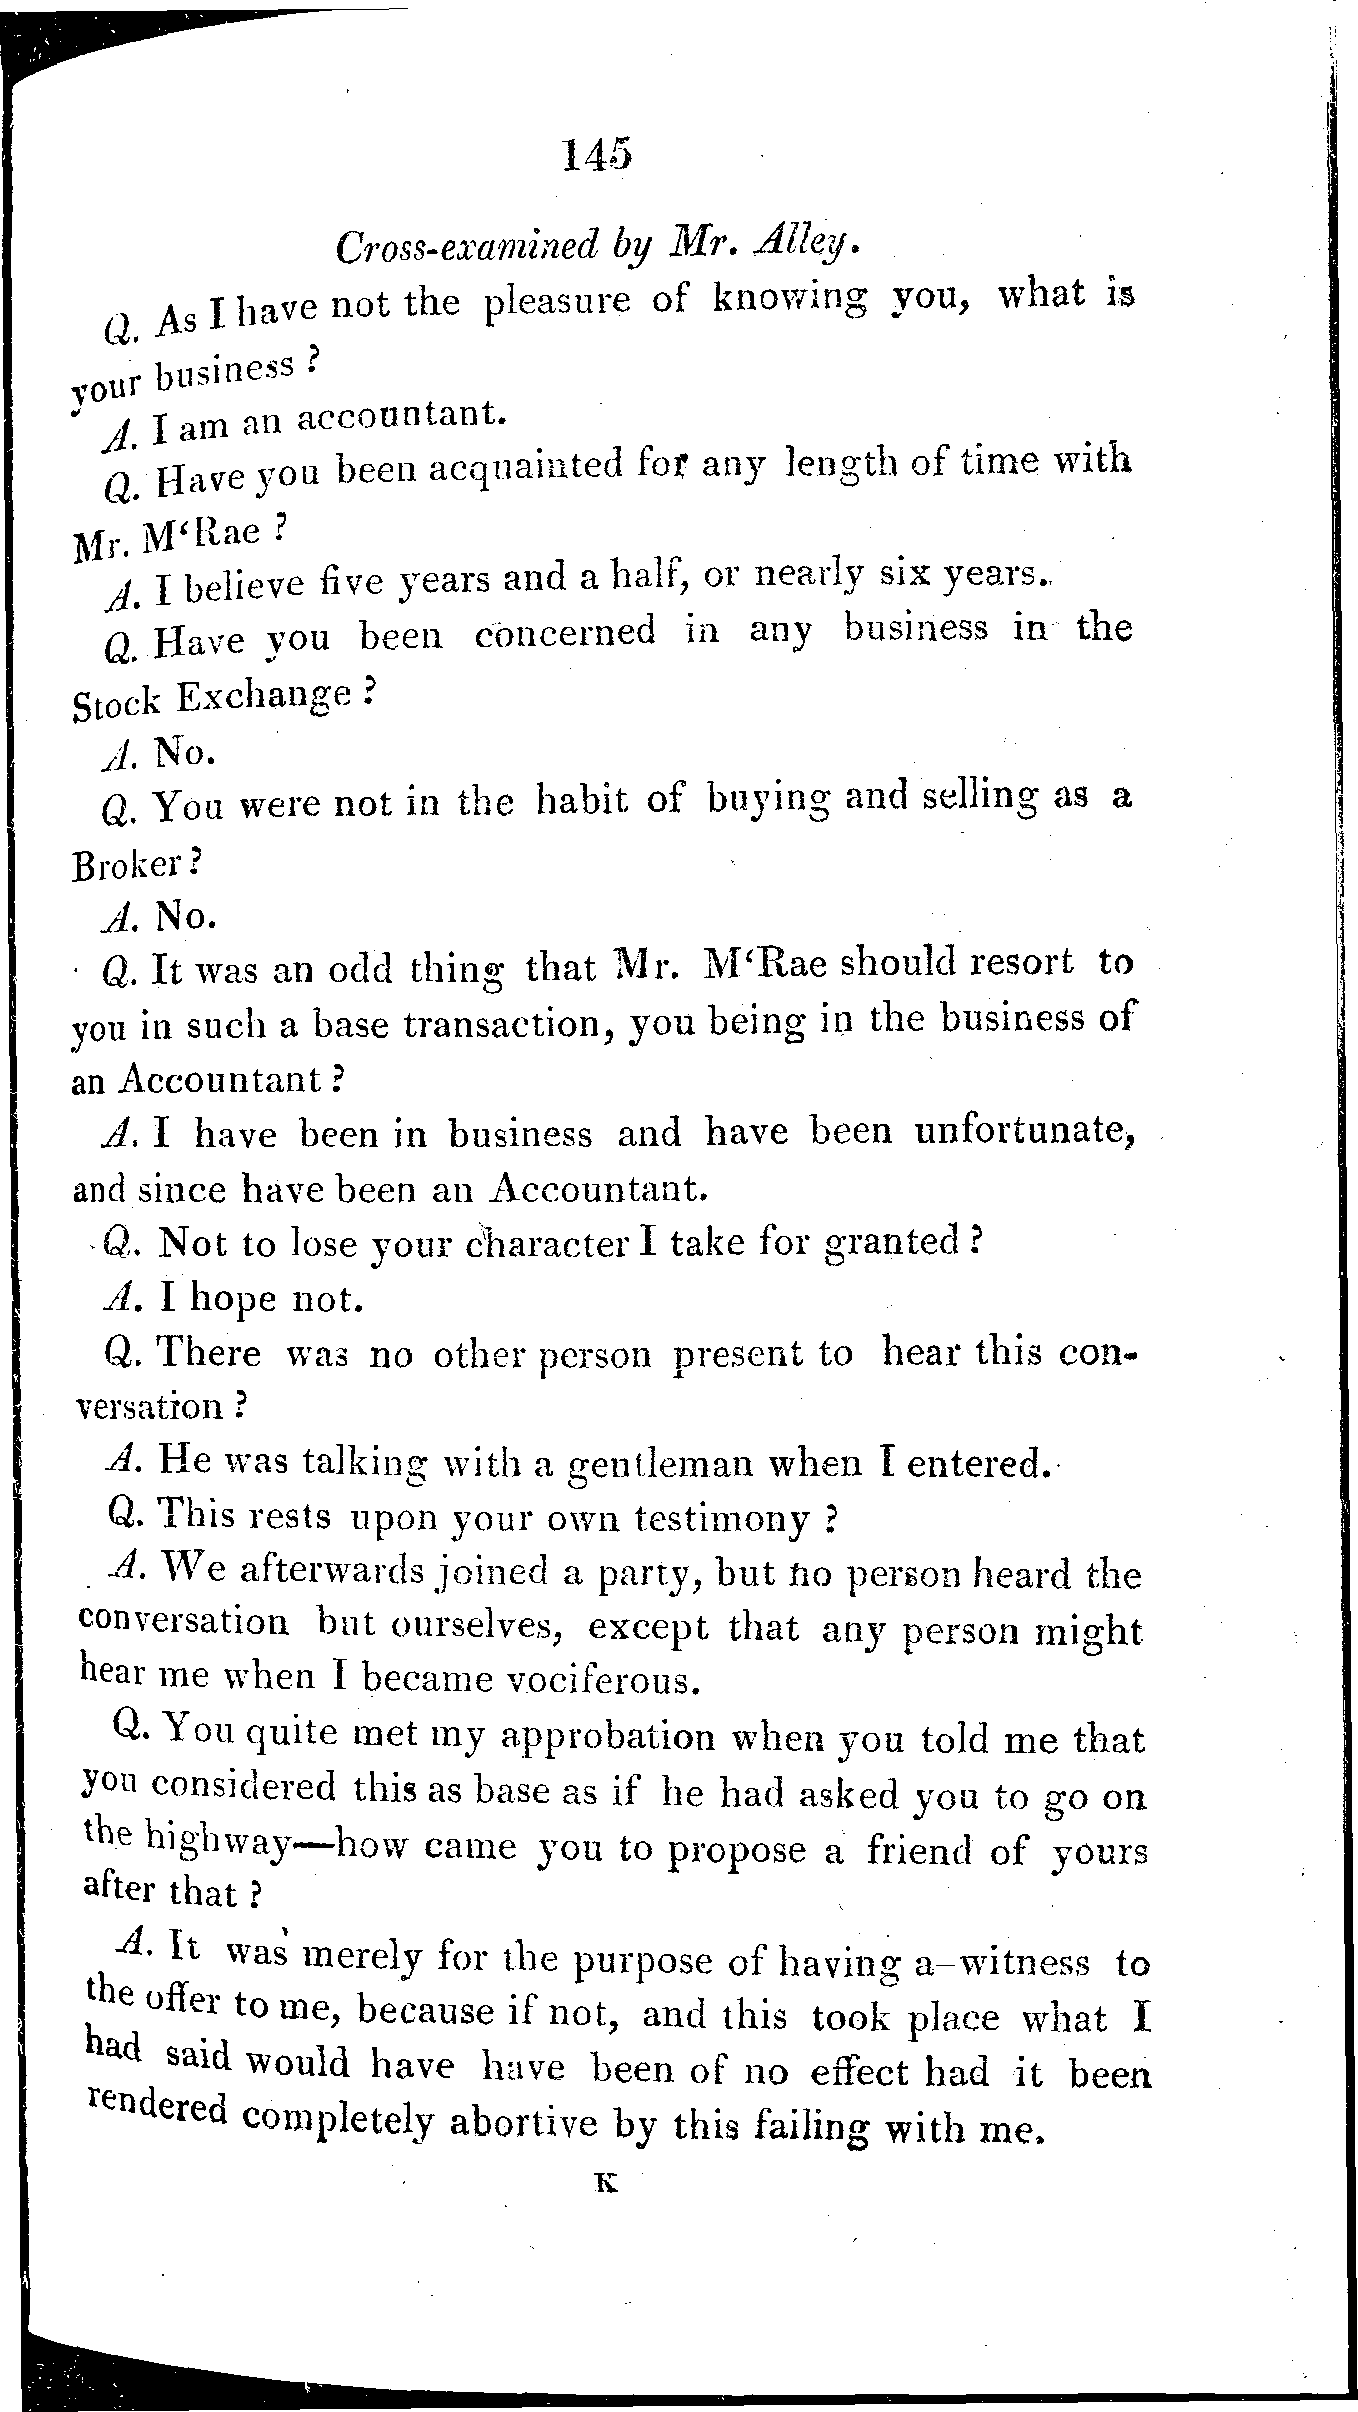 145
Cross-examined by Mr. Alley.
Q. As I have not the pleasure of knowing you, what is
your business ?
A. I am an accountant.
Q. Have you been acquainted for any length of time with
Mr. M‘Rae ?
A. I believe five years and a half, or nearly six years.
Q. Have you been concerned in any business in the
Stock Exchange ?
A. No.
Q. You were not in the habit of buying and selling as a
Broker ?
A. No.
Q. It was an odd thing that Mr. M‘Rae should resort to
you in such a base transaction, you being in the business of
an Accountant ?
A. I have been in business and have been unfortunate,
and since have been an Accountant.
Q. Not to lose your character I take for granted ?
A. I hope not.
Q. There was no other person present to hear this con-
versation ?
A. He was talking with a gentleman when I entered.
Q. This rests upon your own testimony ?
A. We afterwards joined a party, but no person heard the
conversation but ourselves, except that any person might
hear me when I became vociferous.
Q. You quite met my approbation when you told me that
you considered this as base as if he had asked you to go on
the highway—how came you to propose a friend of yours
after that ?
A. It was merely for the purpose of having a witness to
the offer to me, because if not, and this took place what I
had said would have have been of no effect had it been
rendered completely abortive by this failing with me.
K